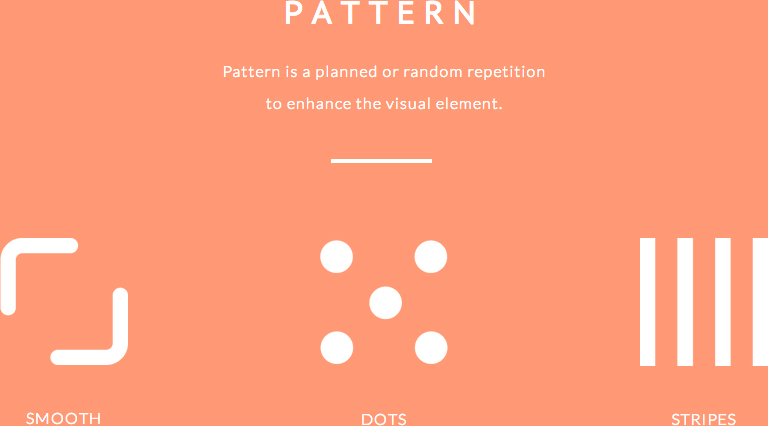 PATTERN
Pattern is a planned or random repetition
to enhance the visual element.
SMOOTH
DOTS
STRIPES